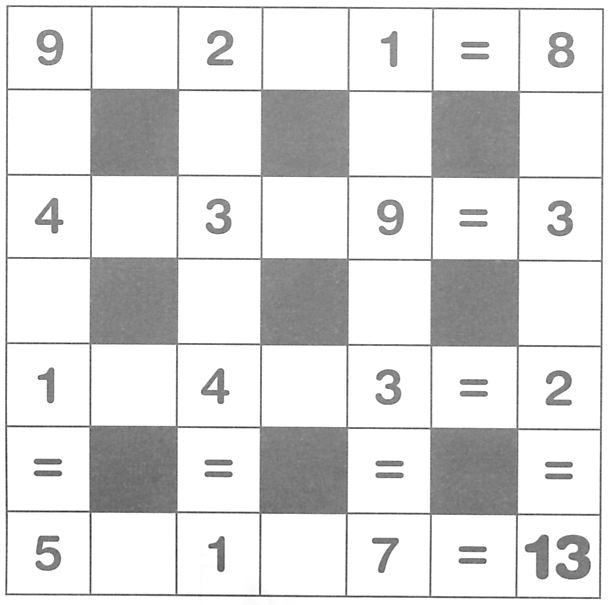 9 2 1 = 8
4 3 9 = 3
1 4 3 = 2
= = = =
5 1 7 = 13